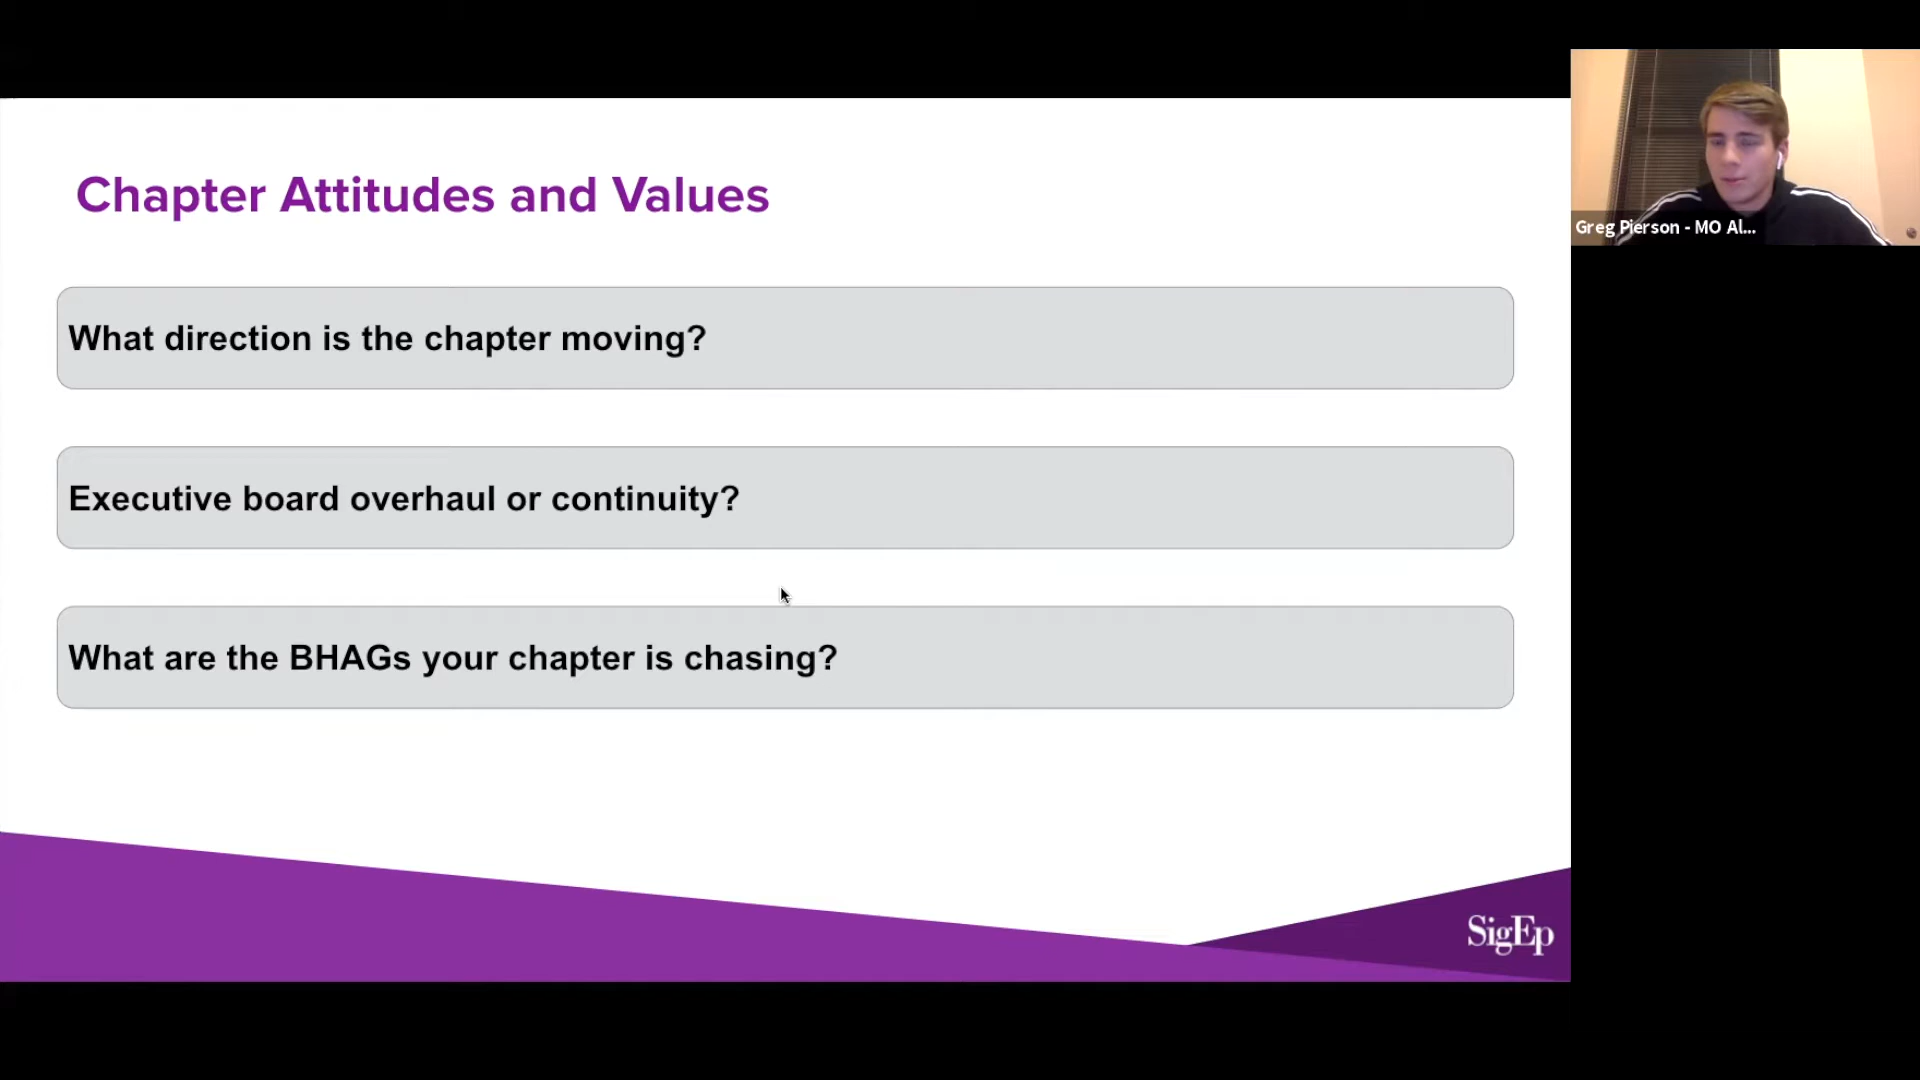 Chapter Attitudes and Values
Greg Pierson - MO Al...
What direction is the chapter moving?
Executive board overhaul or continuity?
What are the BHAGs your chapter is chasing?
SigEp